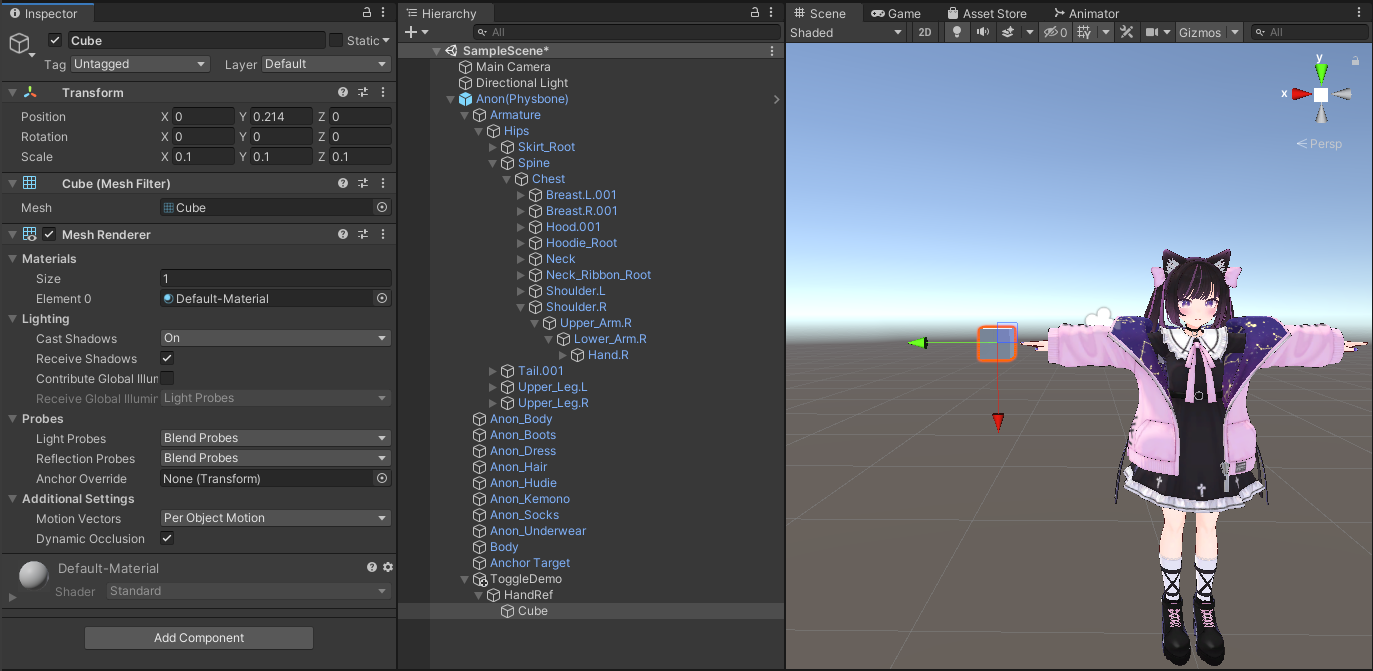 Inspector
Cube Static
Tag Untagged Layer Default
Transform
Position X 0 Y 0.214 Z 0
Rotation X 0 Y 0 Z 0
Scale X 0.1 Y 0.1 Z 0.1
Cube (Mesh Filter)
Mesh Cube
Mesh Renderer
Materials
Size 1
Element 0 Default-Material
Lighting
Cast Shadows On
Receive Shadows
Contribute Global Illum
Receive Global Illumir Light Probes
Probes
Light Probes Blend Probes
Reflection Probes Blend Probes
Anchor Override None (Transform)
Additional Settings
Motion Vectors Per Object Motion
Dynamic Occlusion
Default-Material
Shader Standard
Add Component
Hierarchy
All
SampleScene*
Main Camera
Directional Light
Anon(Physbone)
Armature
Hips
Skirt_Root
Spine
Chest
Breast.L.001
Breast.R.001
Hood.001
Hoodie_Root
Neck
Neck_Ribbon_Root
Shoulder.L
Shoulder.R
Upper_Arm.R
Lower_Arm.R
Hand.R
Tail.001
Upper_Leg.L
Upper_Leg.R
Anon_Body
Anon_Boots
Anon_Dress
Anon_Hair
Anon_Hudie
Anon_Kemono
Anon_Socks
Anon_Underwear
Body
Anchor Target
ToggleDemo
HandRef
Cube
Scene Game Asset Store Animator
Shaded 2D 0 Gizmos All
y
x
Persp